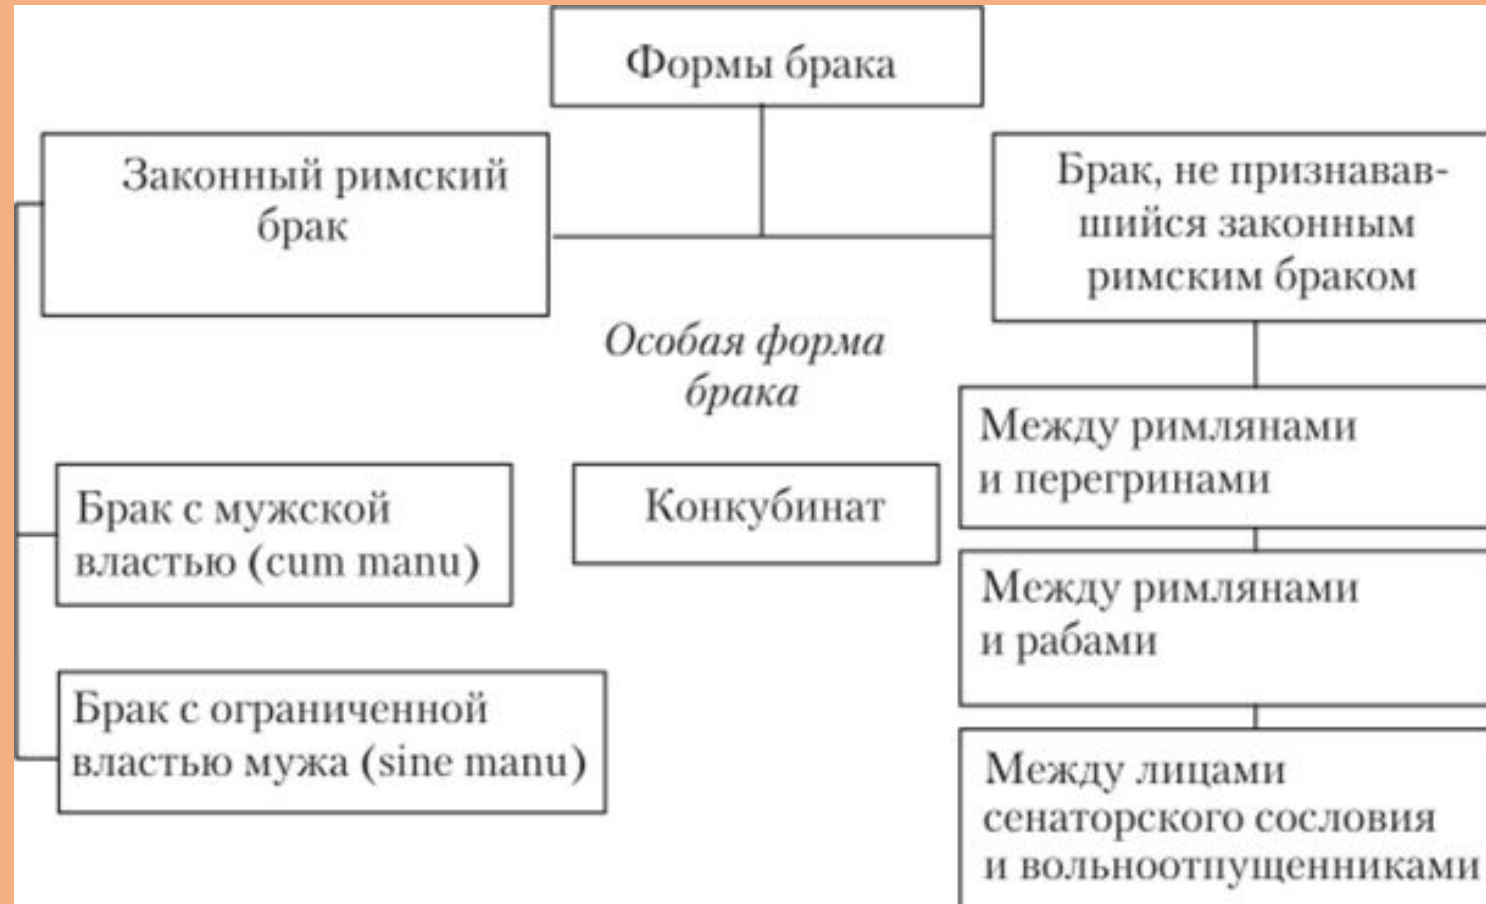 Формы брака
Законный римский
брак
Брак, не признавав-
шийся законным
римским браком
Особая форма
брака
Брак с мужской
властью (cum manu)
Брак с ограниченной
властью мужа (sine manu)
Конкубинат
Между римлянами
и перегринами
Между римлянами
и рабами
Между лицами
сенаторского сословия
и вольноотпущенниками